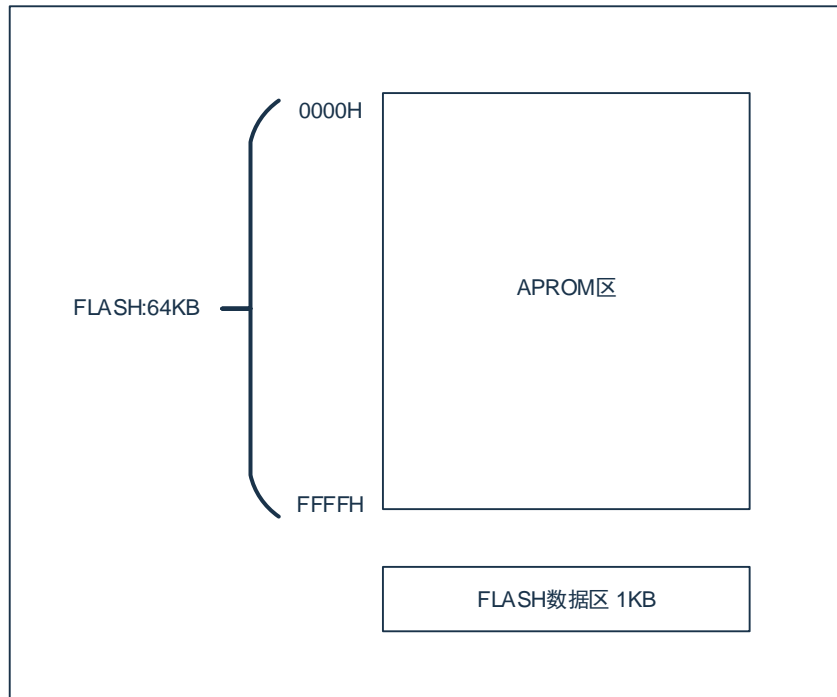 0000H
APROM区
FLASH:64KB
FFFFH
FLASH数据区 1KB